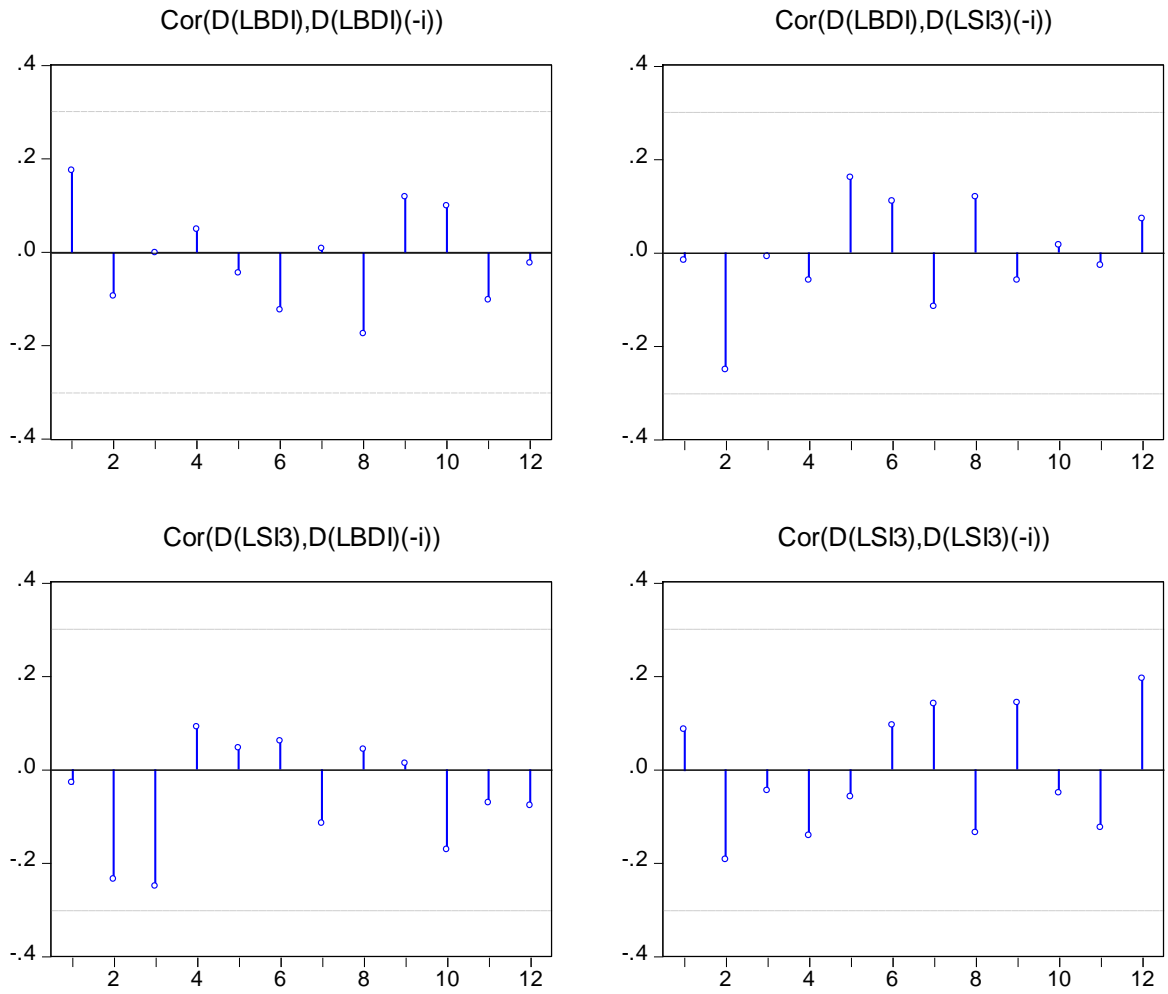 Cor(D(LBDI),D(LBDI)(-i))
.4
.2
.0
-.2
-.4
2 4 6 8 10 12
Cor(D(LBDI),D(LSI3)(-i))
.4
.2
.0
-.2
-.4
2 4 6 8 10 12
Cor(D(LSI3),D(LBDI)(-i))
.4
.2
.0
-.2
-.4
2 4 6 8 10 12
Cor(D(LSI3),D(LSI3)(-i))
.4
.2
.0
-.2
-.4
2 4 6 8 10 12